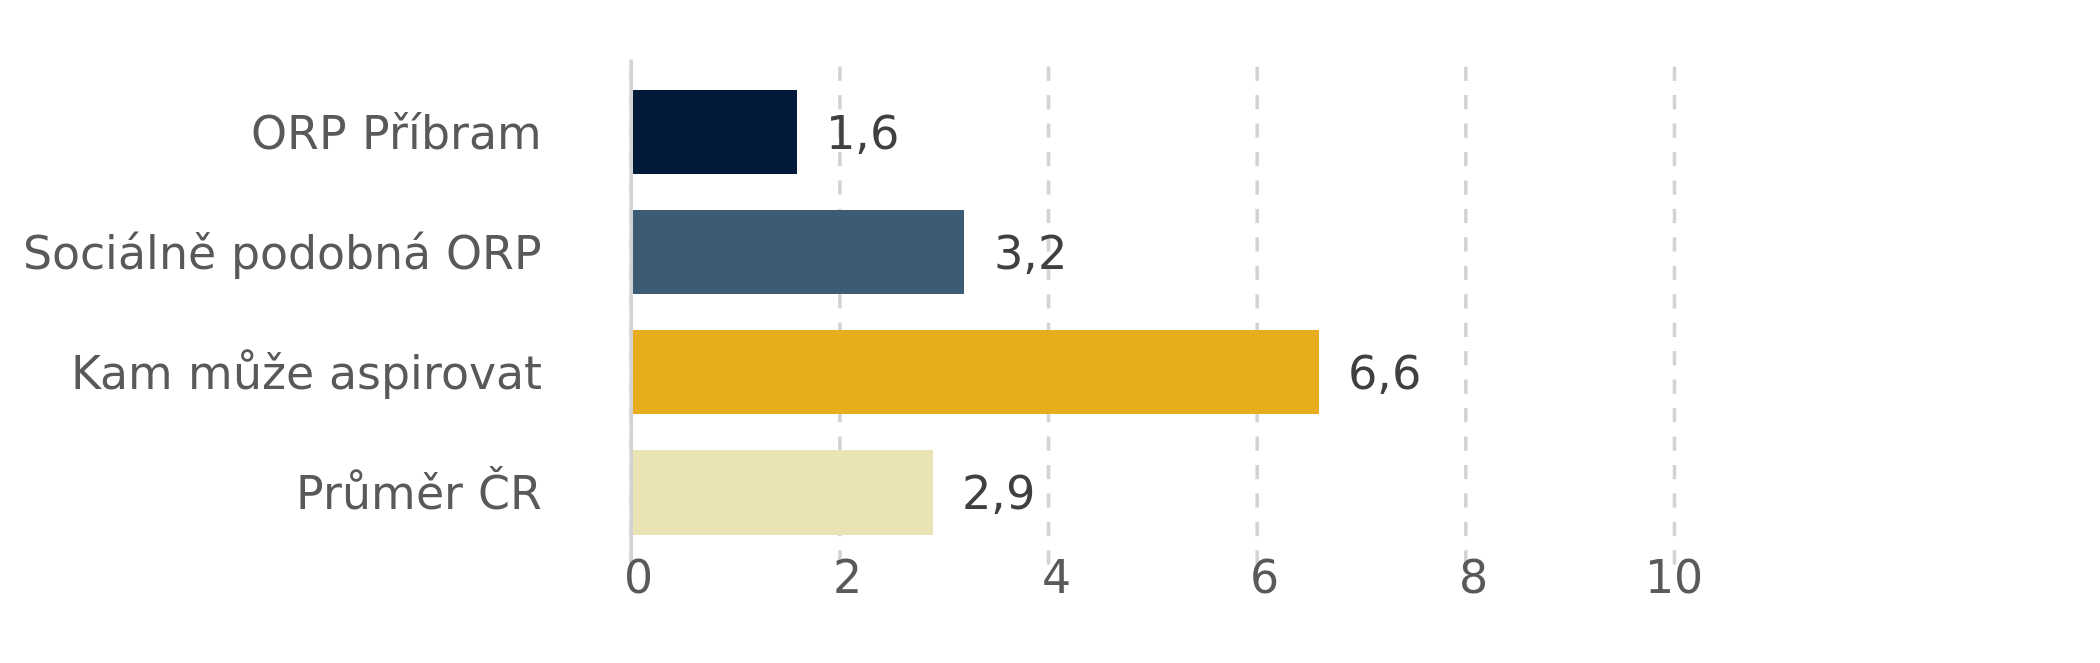 ORP Příbram 1,6
Sociálně podobná ORP 3,2
Kam může aspirovat 6,6
Průměr ČR 2,9
0 2 4 6 8 10